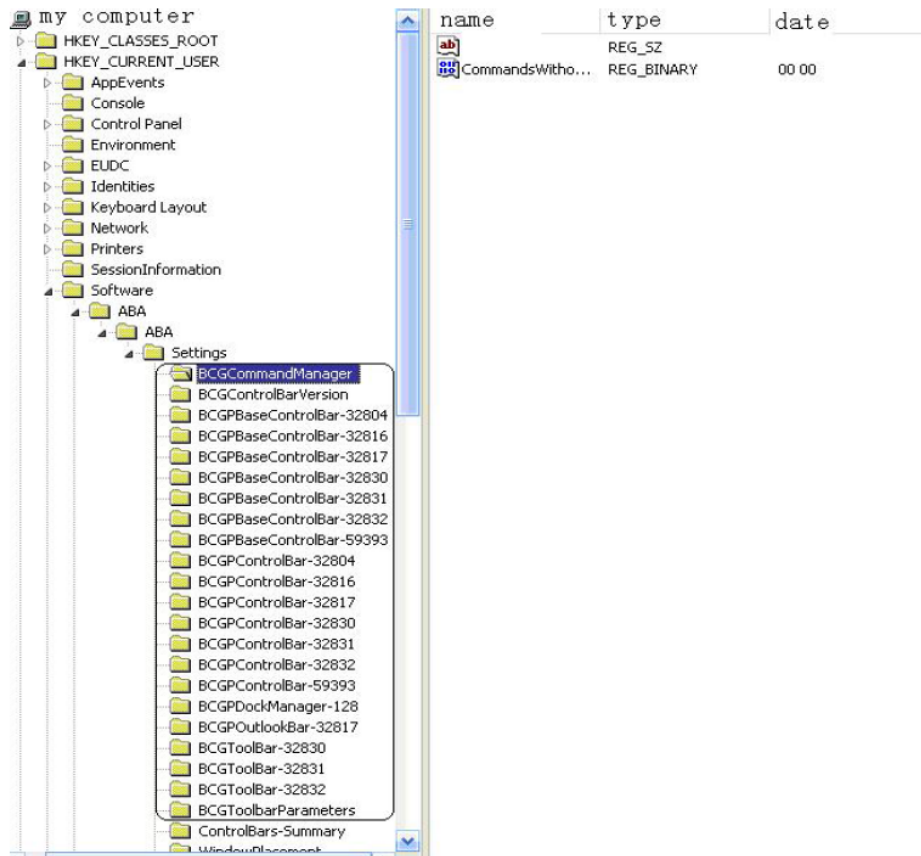 my computer
HKEY_CLASSES_ROOT
HKEY_CURRENT_USER
AppEvents
Console
Control Panel
Environment
EUDC
Identities
Keyboard Layout
Network
Printers
SessionInformation
Software
ABA
ABA
Settings
BCGCommandManager
BCGControlBarVersion
BCGPBaseControlBar-32804
BCGPBaseControlBar-32816
BCGPBaseControlBar-32817
BCGPBaseControlBar-32830
BCGPBaseControlBar-32831
BCGPBaseControlBar-32832
BCGPBaseControlBar-59393
BCGPControlBar-32804
BCGPControlBar-32816
BCGPControlBar-32817
BCGPControlBar-32830
BCGPControlBar-32831
BCGPControlBar-32832
BCGPControlBar-59393
BCGPDockManager-128
BCGPOutlookBar-32817
BCGToolBar-32830
BCGToolBar-32831
BCGToolBar-32832
BCGToolbarParameters
ControlBars-Summary
WindowPlacement
name type date
ab REG_SZ
CommandsWitho... REG_BINARY 00 00